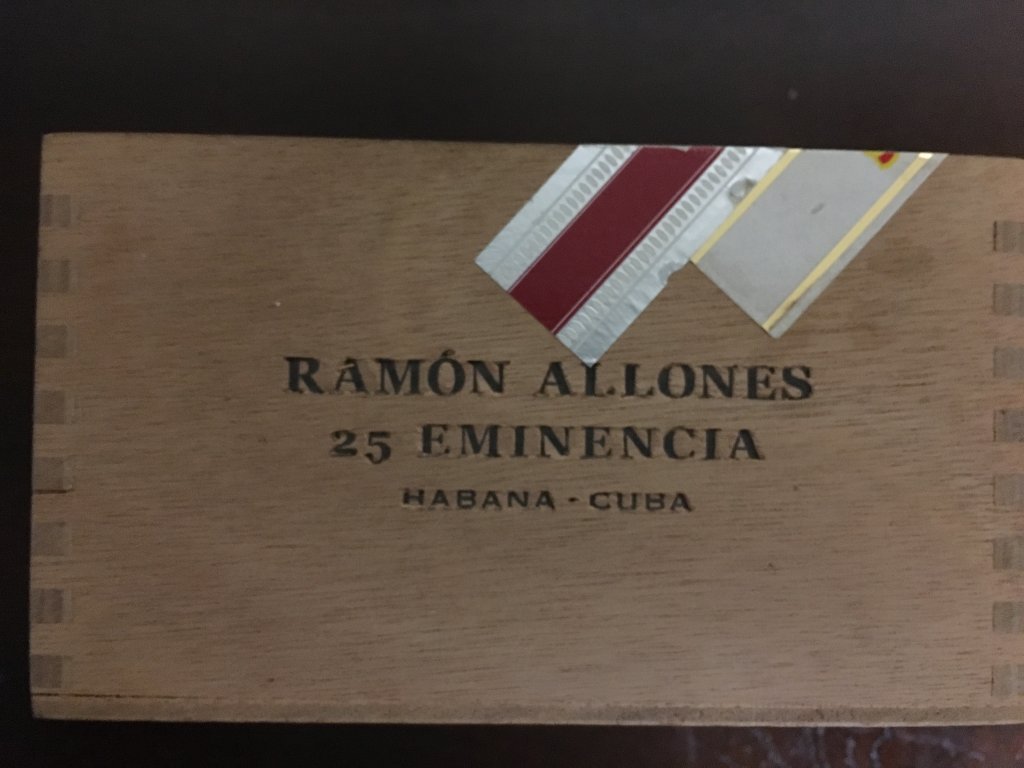 RAMÓN ALLONES
25 EMINENCIA
HABANA - CUBA